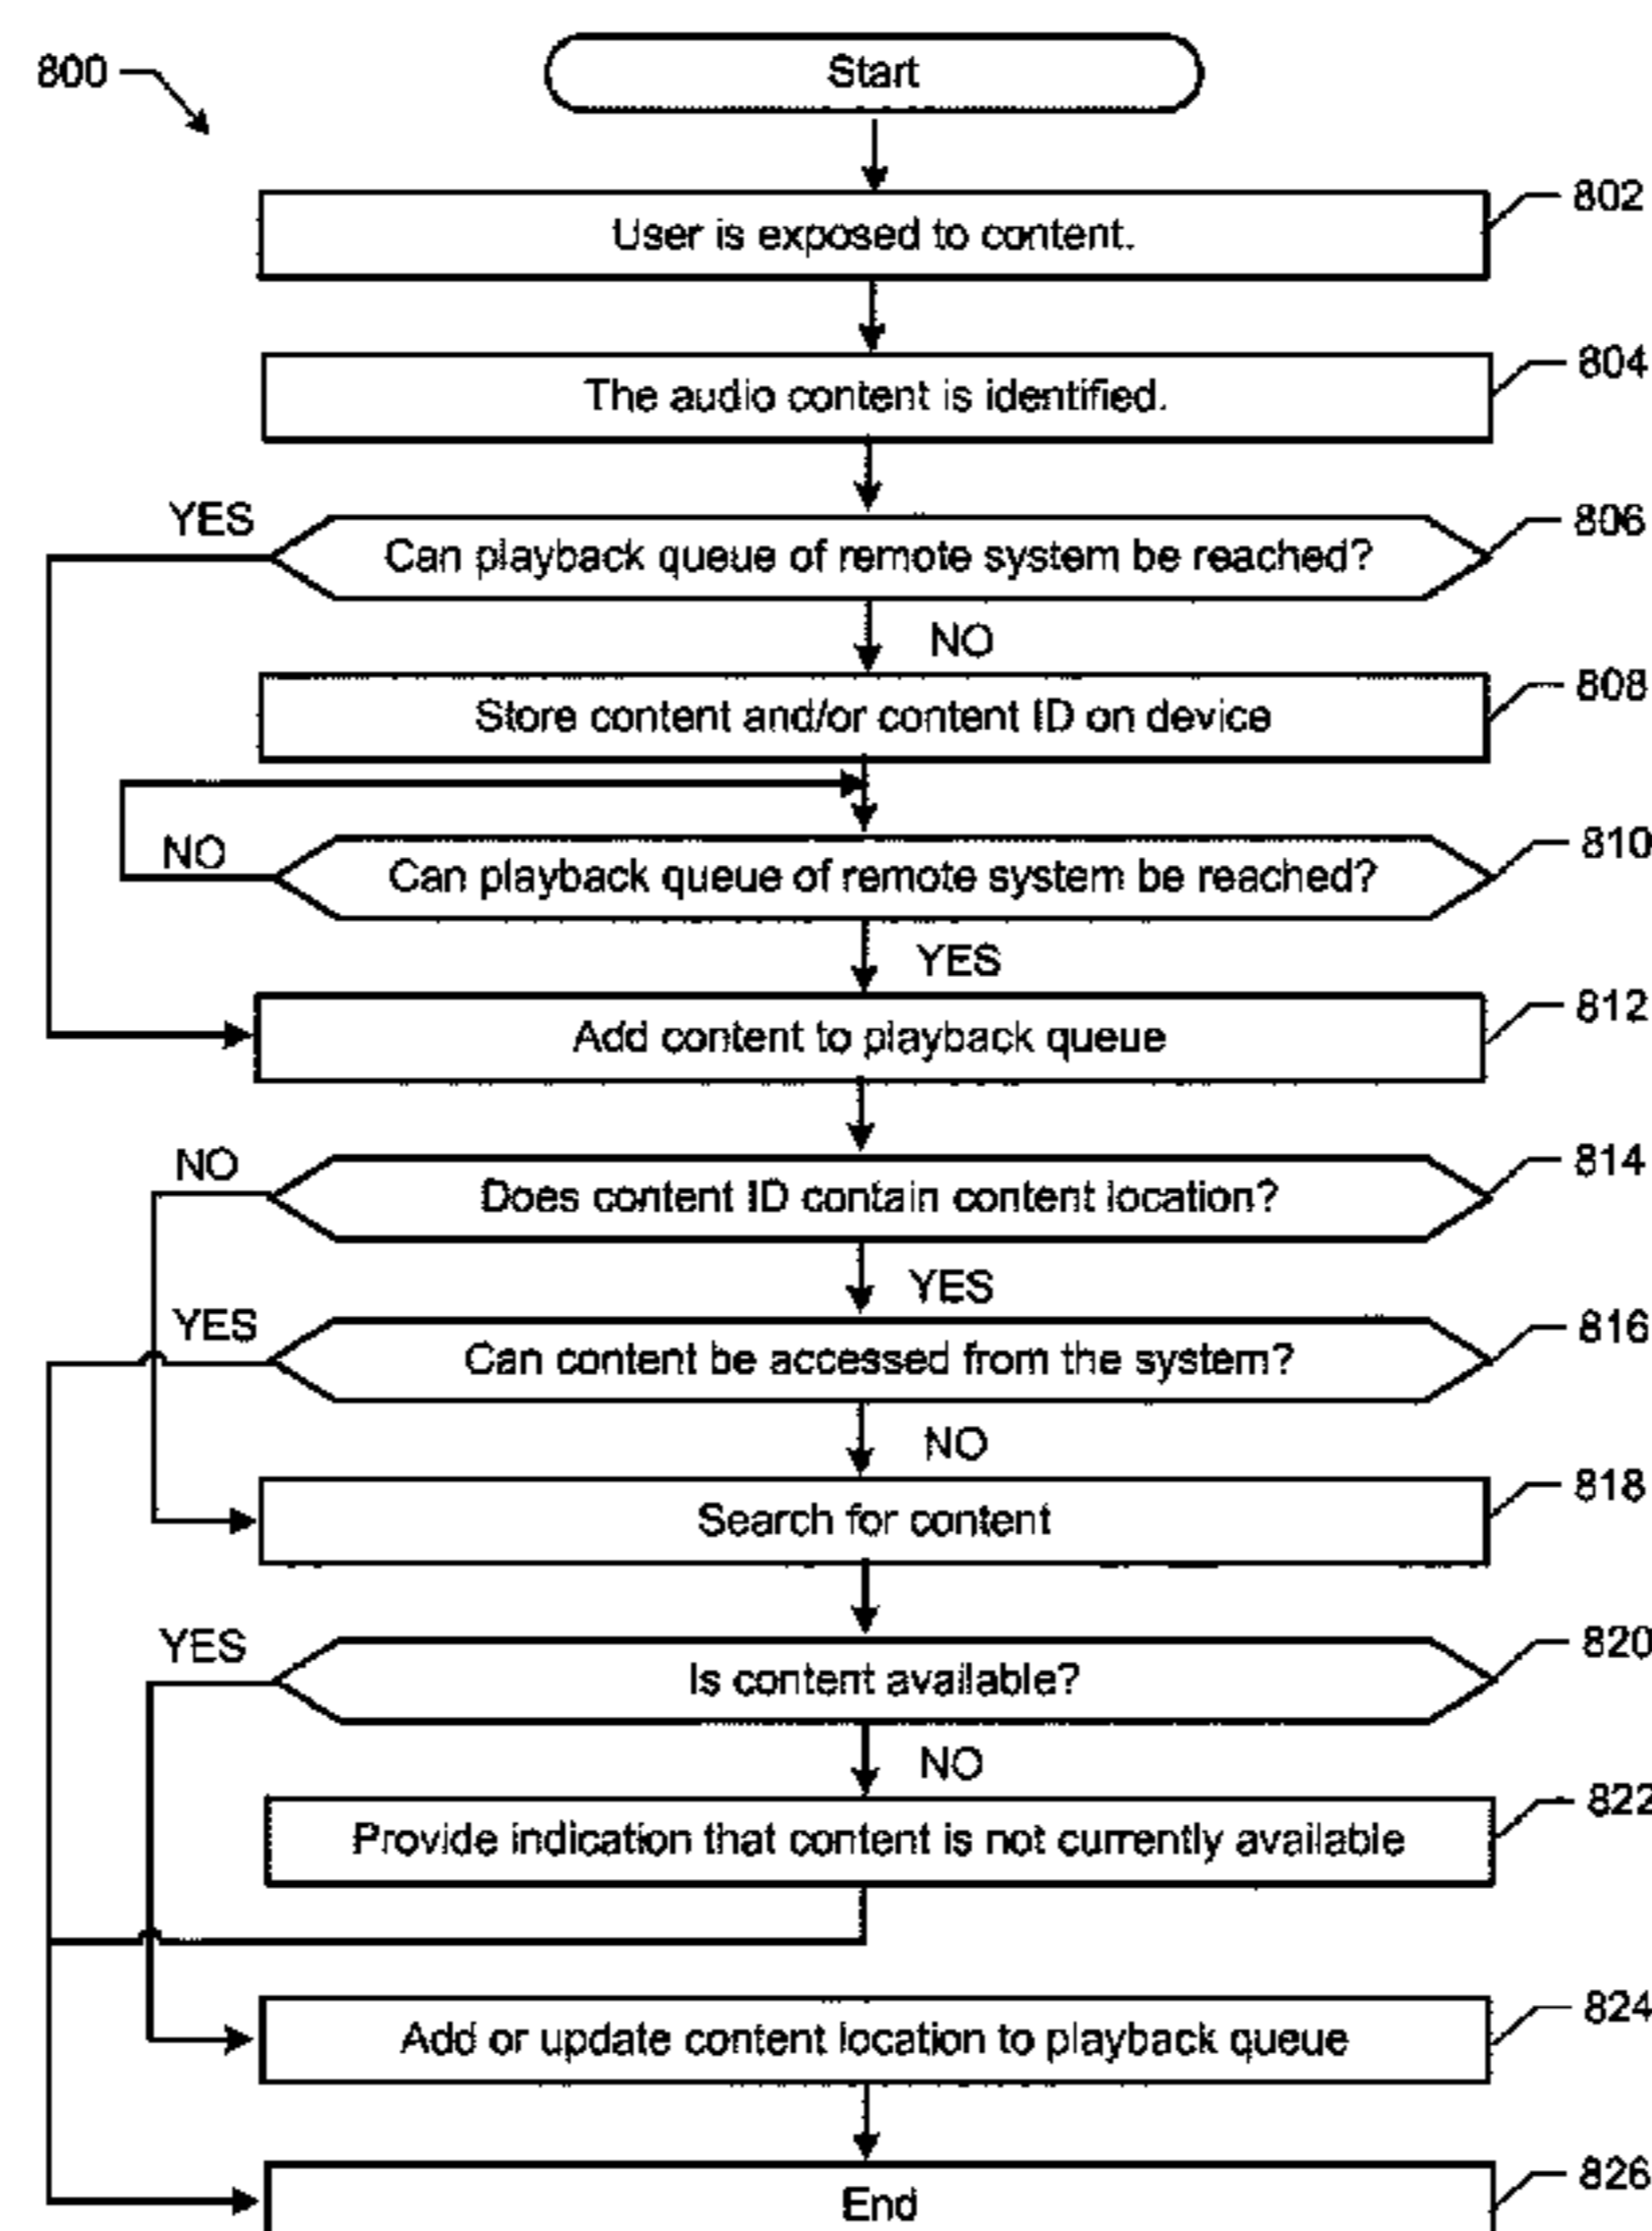 800
Start
802
User is exposed to content.
804
The audio content is identified.
YES
806
Can playback queue of remote system be reached?
NO
808
Store content and/or content ID on device
810
NO
Can playback queue of remote system be reached?
YES
812
Add content to playback queue
NO
814
Does content ID contain content location?
YES
YES
816
Can content be accessed from the system?
NO
818
Search for content
YES
820
Is content available?
NO
822
Provide indication that content is not currently available
824
Add or update content location to playback queue
826
End